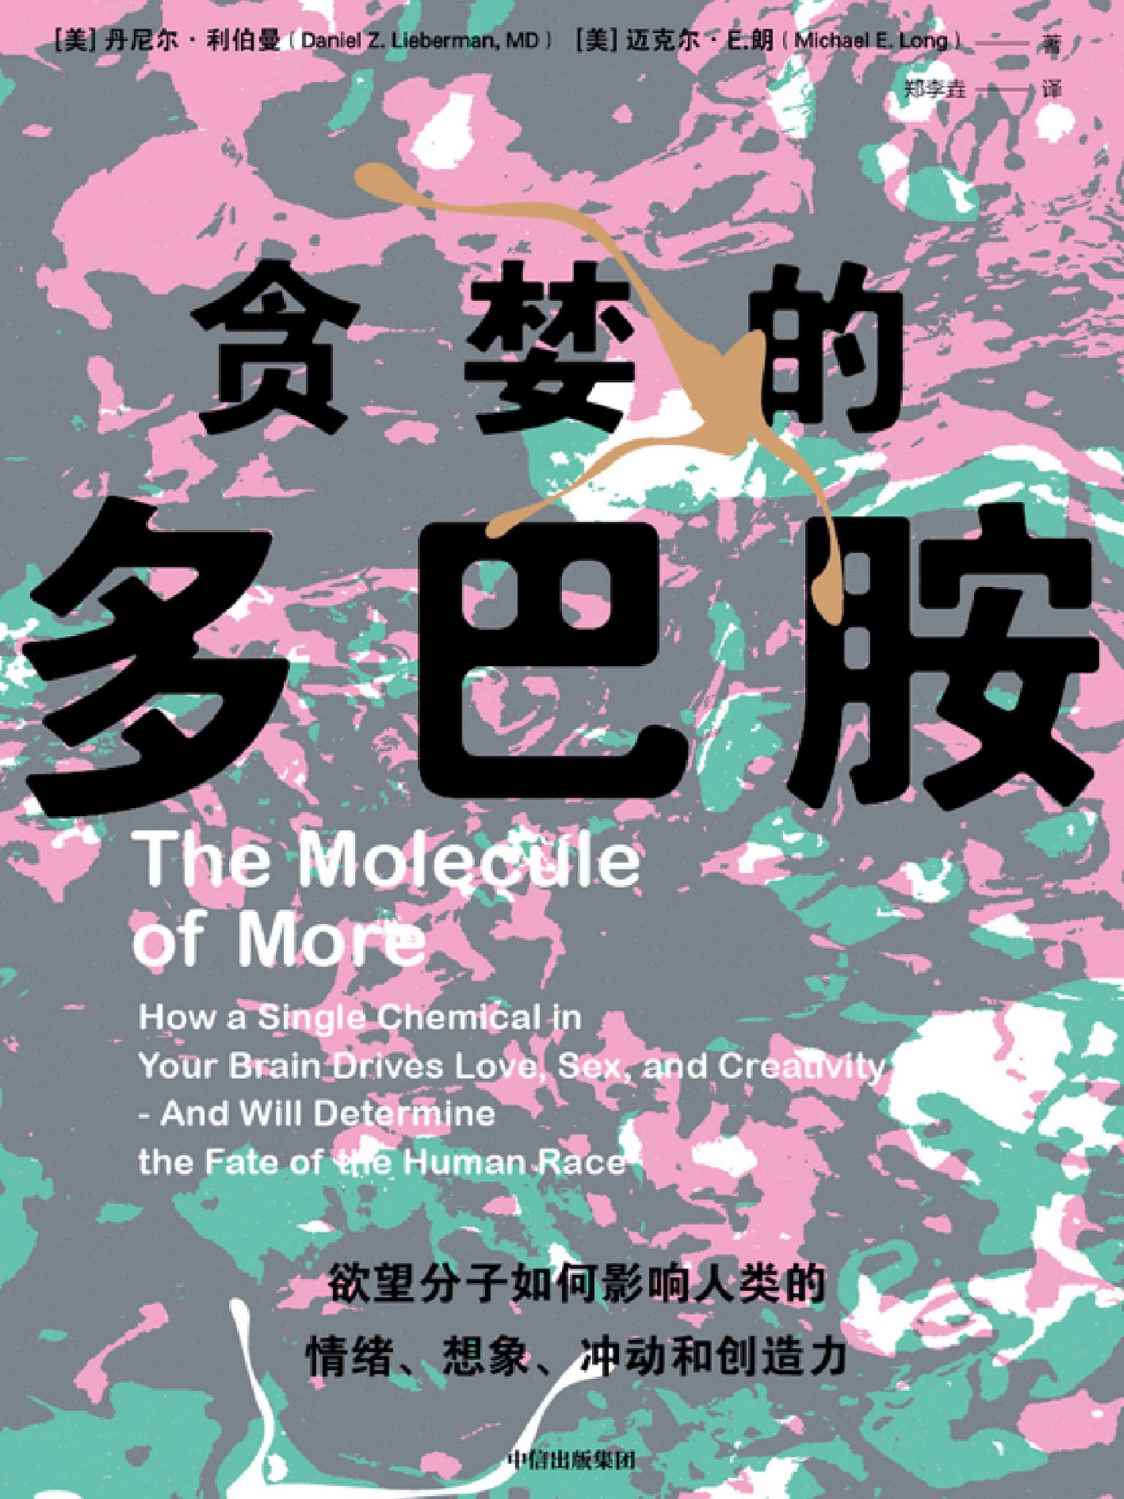 [美] 丹尼尔·利伯曼（Daniel Z. Lieberman, MD） [美] 迈克尔·E.朗（Michael E. Long）—— 著
郑李垚 —— 译
贪婪的
多巴胺
The Molecule
of More
How a Single Chemical in
Your Brain Drives Love, Sex, and Creativity
- And Will Determine
the Fate of the Human Race
欲望分子如何影响人类的
情绪、想象、冲动和创造力
中信出版集团